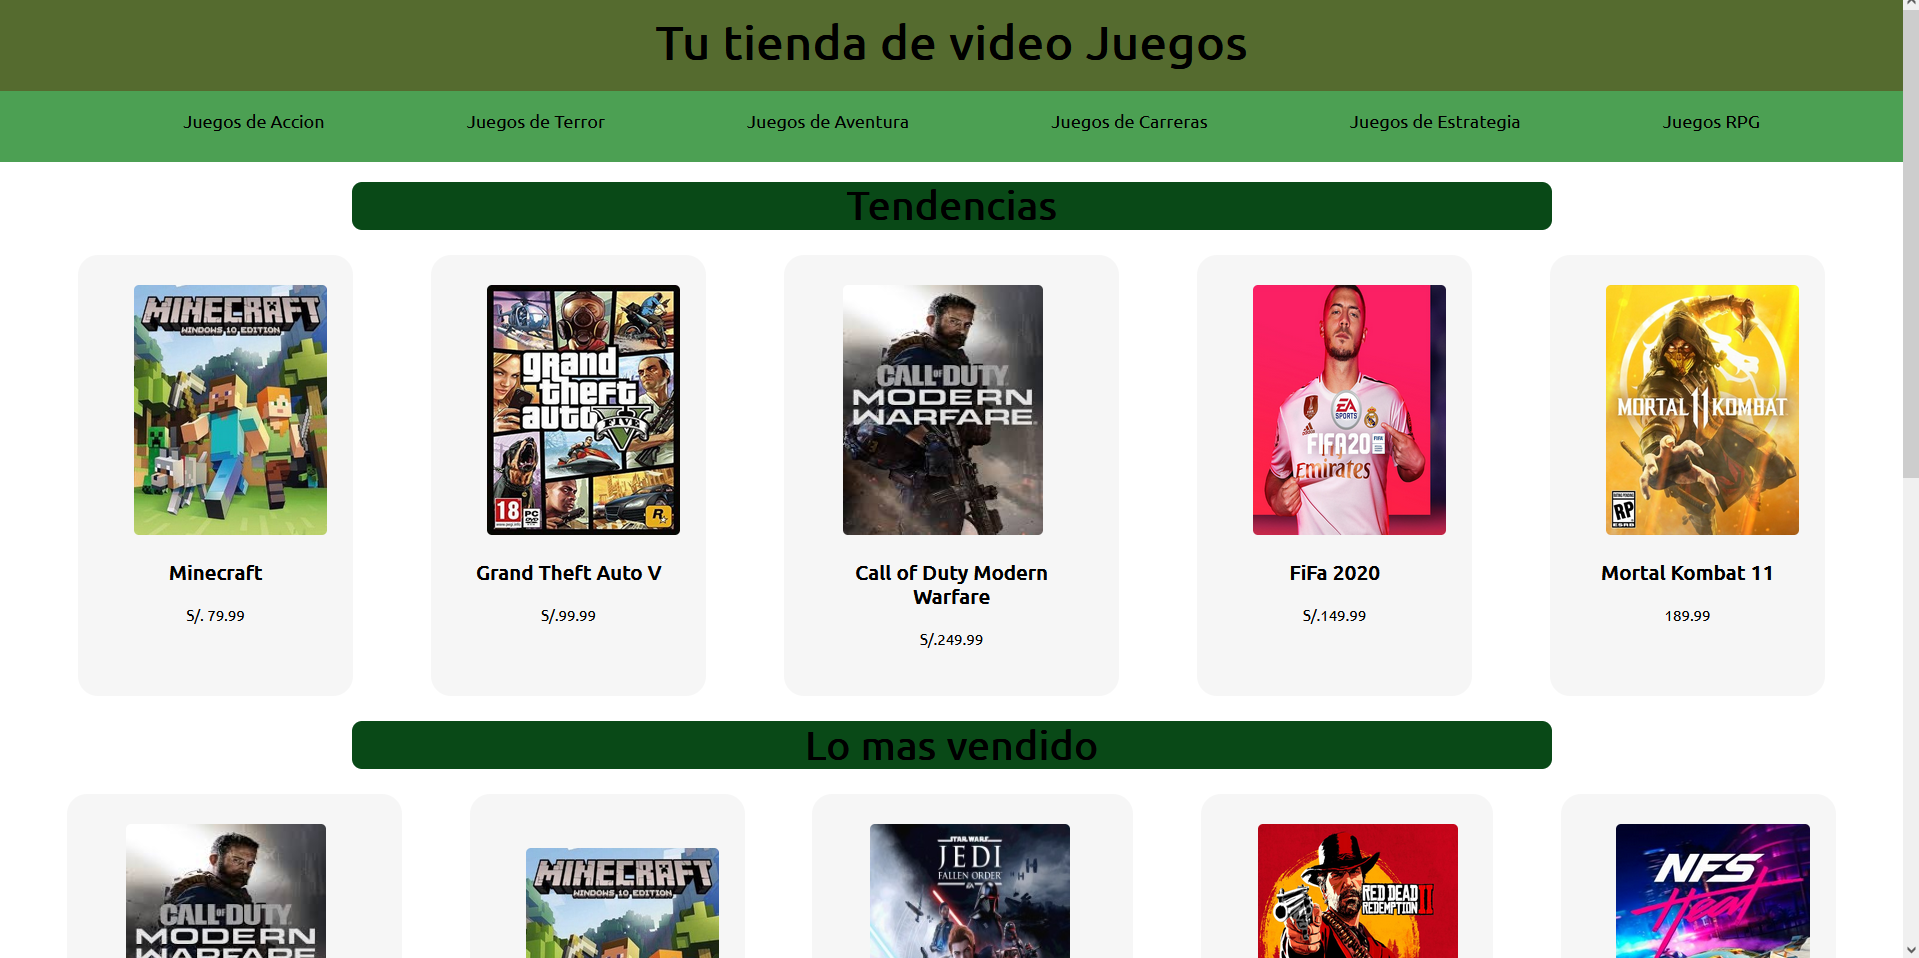 Tu tienda de video Juegos
Juegos de Accion
Juegos de Terror
Juegos de Aventura
Juegos de Carreras
Juegos de Estrategia
Juegos RPG
Tendencias
MINECRAFT
WINDOWS 10 EDITION
grand
theft
auto
FIVE
V
18
PC
CALL OF DUTY
MODERN
WARFARE
EA
SPORTS
FIFA20
Emirates
MORTAL 11 KOMBAT
RP
ESRB
Minecraft
S/. 79.99
Grand Theft Auto V
S/.99.99
Call of Duty Modern
Warfare
S/.249.99
FiFa 2020
S/.149.99
Mortal Kombat 11
189.99
Lo mas vendido
CALL OF DUTY
MODERN
WARFARE
MINECRAFT
WINDOWS 10 EDITION
STAR WARS
JEDI
FALLEN ORDER
RED DEAD
REDEMPTION II
NFS
Heat